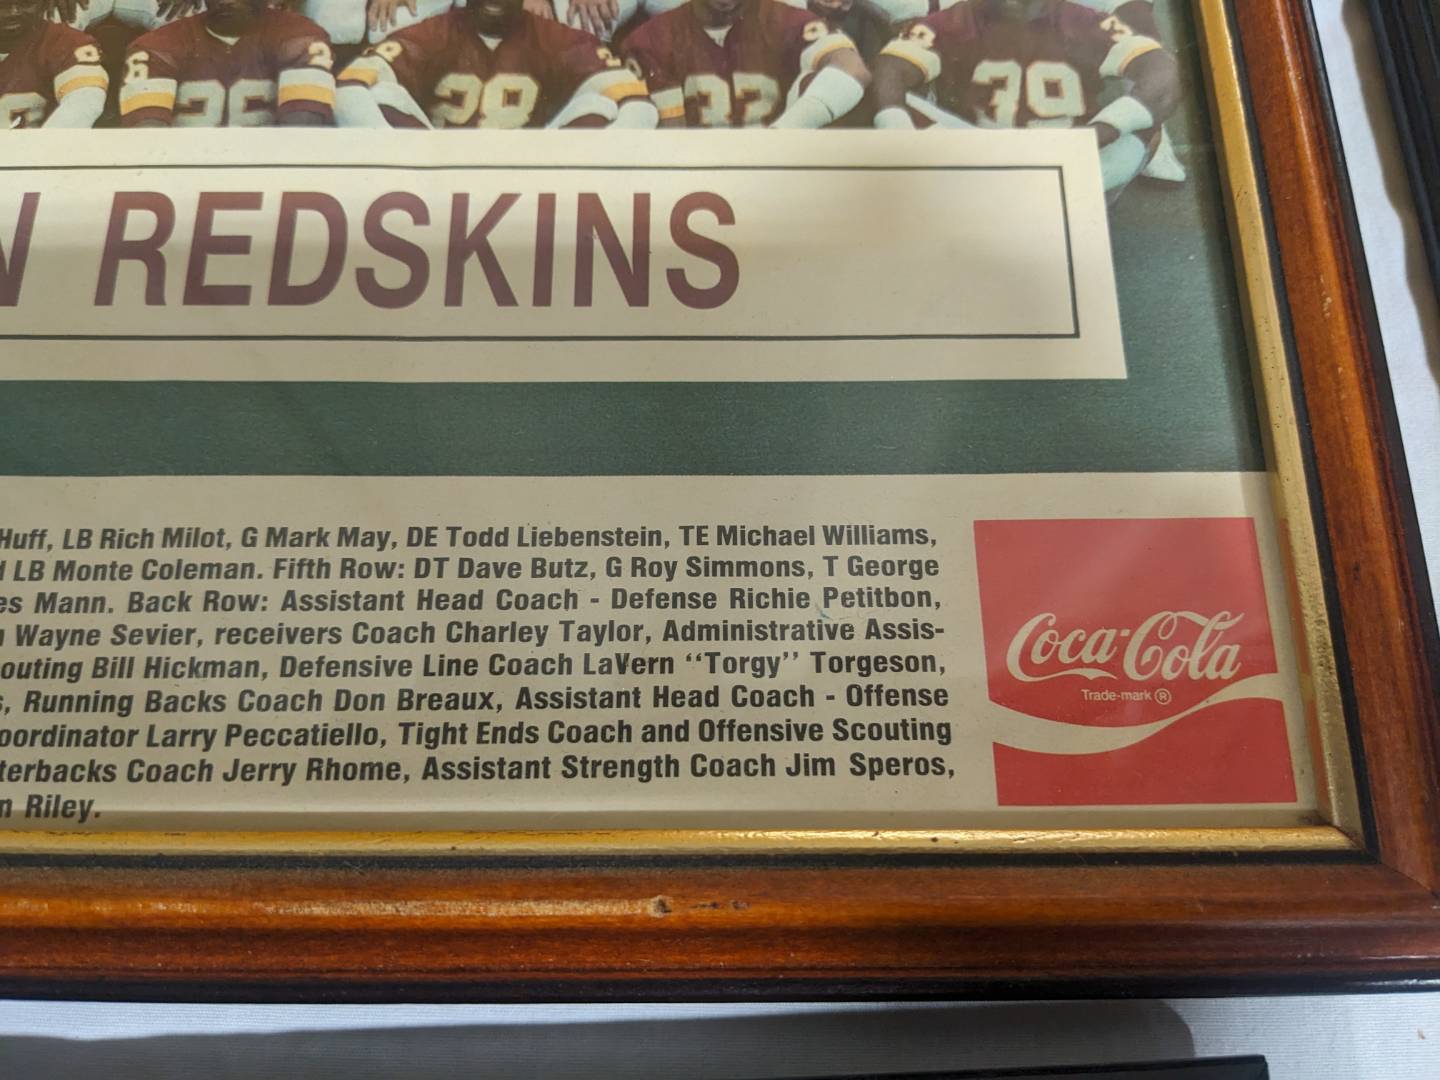 28
33
39
REDSKINS
Huff, LB Rich Milot, G Mark May, DE Todd Liebenstein, TE Michael Williams,
LB Monte Coleman. Fifth Row: DT Dave Butz, G Roy Simmons, T George
es Mann. Back Row: Assistant Head Coach - Defense Richie Petitbon,
Wayne Sevier, receivers Coach Charley Taylor, Administrative Assis-
outing Bill Hickman, Defensive Line Coach LaVern “Torgy” Torgeson,
s, Running Backs Coach Don Breaux, Assistant Head Coach - Offense
oordinator Larry Peccatiello, Tight Ends Coach and Offensive Scouting
terbacks Coach Jerry Rhome, Assistant Strength Coach Jim Speros,
n Riley.
Coca-Cola
Trade-mark ®